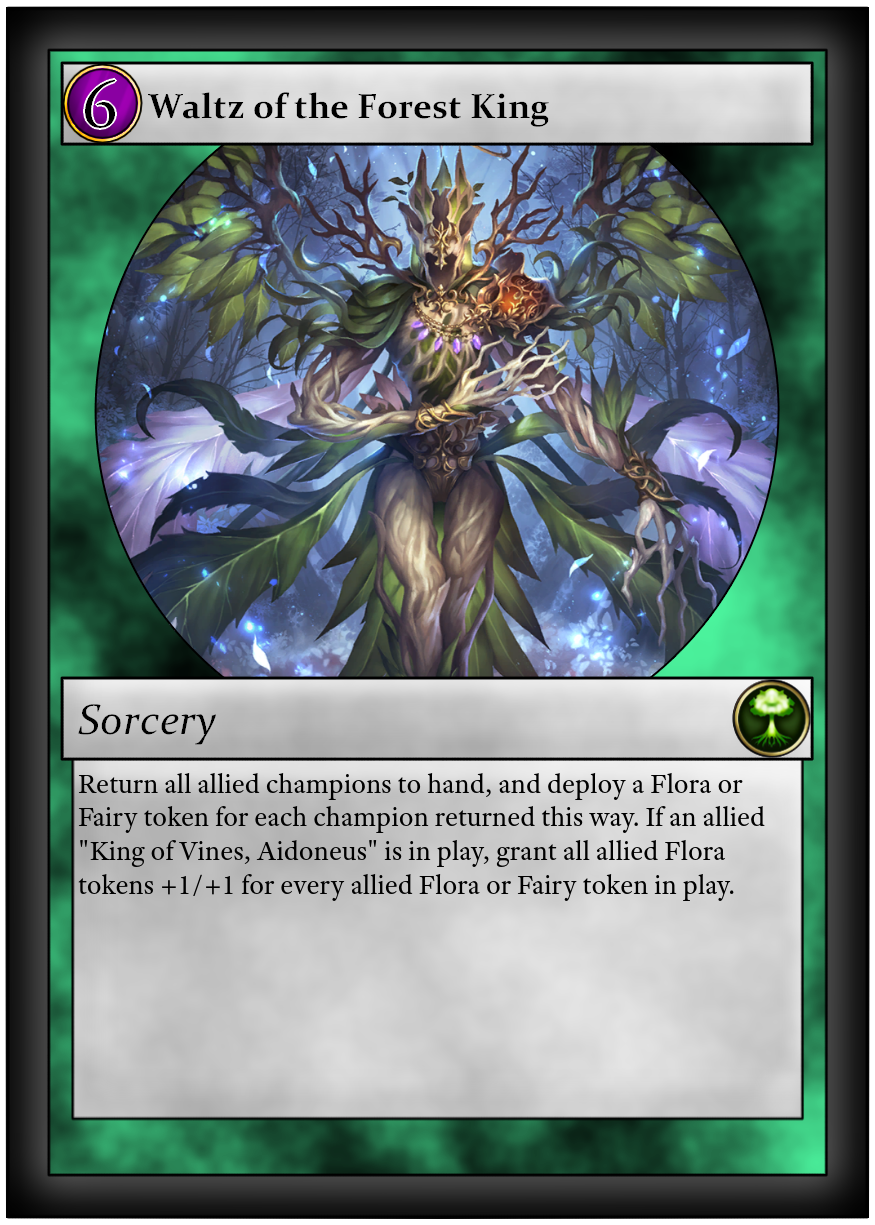 6
Waltz of the Forest King
Sorcery
Return all allied champions to hand, and deploy a Flora or
Fairy token for each champion returned this way. If an allied
"King of Vines, Aidoneus" is in play, grant all allied Flora
tokens +1/+1 for every allied Flora or Fairy token in play.